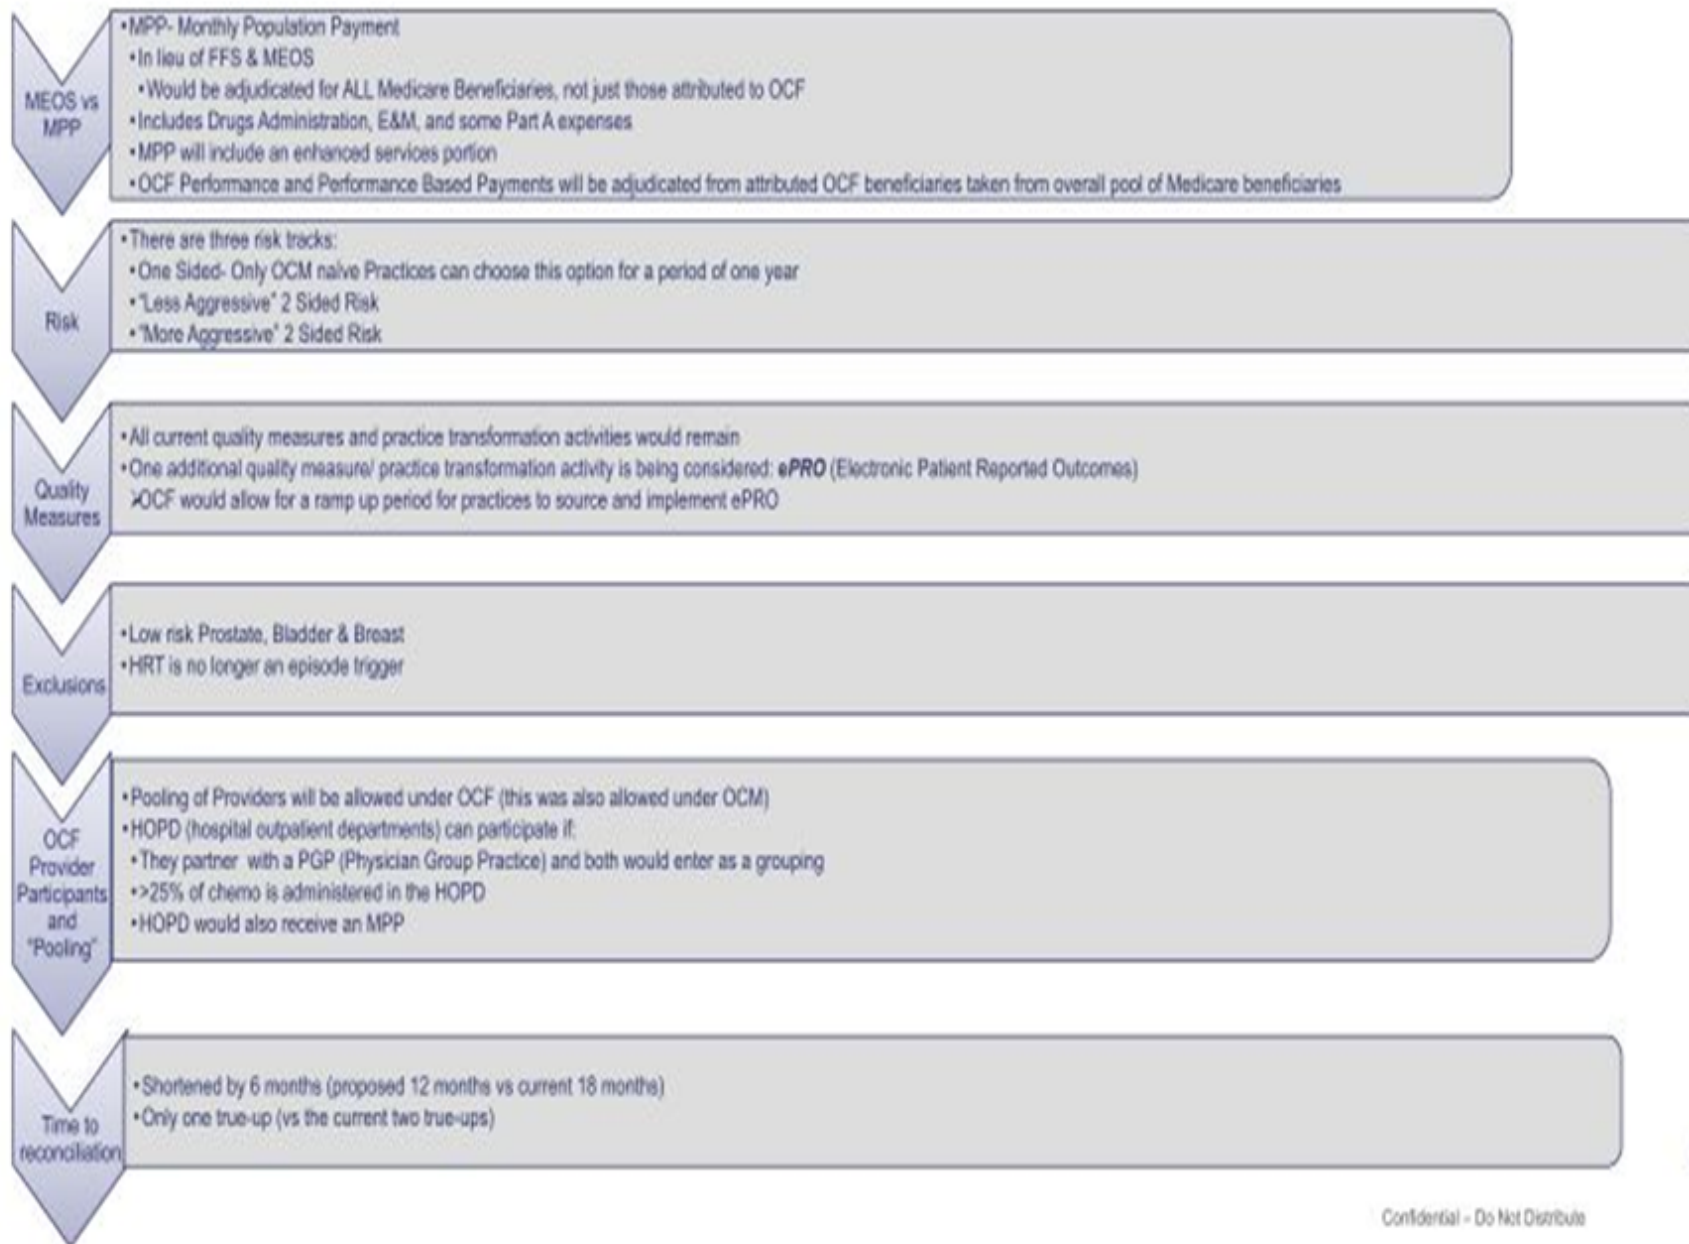 MEOS vs
MPP
•MPP- Monthly Population Payment
•In lieu of FFS & MEOS
•Would be adjudicated for ALL Medicare Beneficiaries, not just those attributed to OCF
•Includes Drugs Administration, E&M, and some Part A expenses
•MPP will include an enhanced services portion
•OCF Performance and Performance Based Payments will be adjudicated from attributed OCF beneficiaries taken from overall pool of Medicare beneficiaries
Risk
•There are three risk tracks:
•One Sided- Only OCM naïve Practices can choose this option for a period of one year
•"Less Aggressive" 2 Sided Risk
•"More Aggressive" 2 Sided Risk
Quality
Measures
•All current quality measures and practice transformation activities would remain
•One additional quality measure/ practice transformation activity is being considered: ePRO (Electronic Patient Reported Outcomes)
➢OCF would allow for a ramp up period for practices to source and implement ePRO
Exclusions
•Low risk Prostate, Bladder & Breast
•HRT is no longer an episode trigger
OCF
Provider
Participants
and
"Pooling"
•Pooling of Providers will be allowed under OCF (this was also allowed under OCM)
•HOPD (hospital outpatient departments) can participate if:
•They partner with a PGP (Physician Group Practice) and both would enter as a grouping
•>25% of chemo is administered in the HOPD
•HOPD would also receive an MPP
Time to
reconciliation
•Shortened by 6 months (proposed 12 months vs current 18 months)
•Only one true-up (vs the current two true-ups)
Confidential – Do Not Distribute